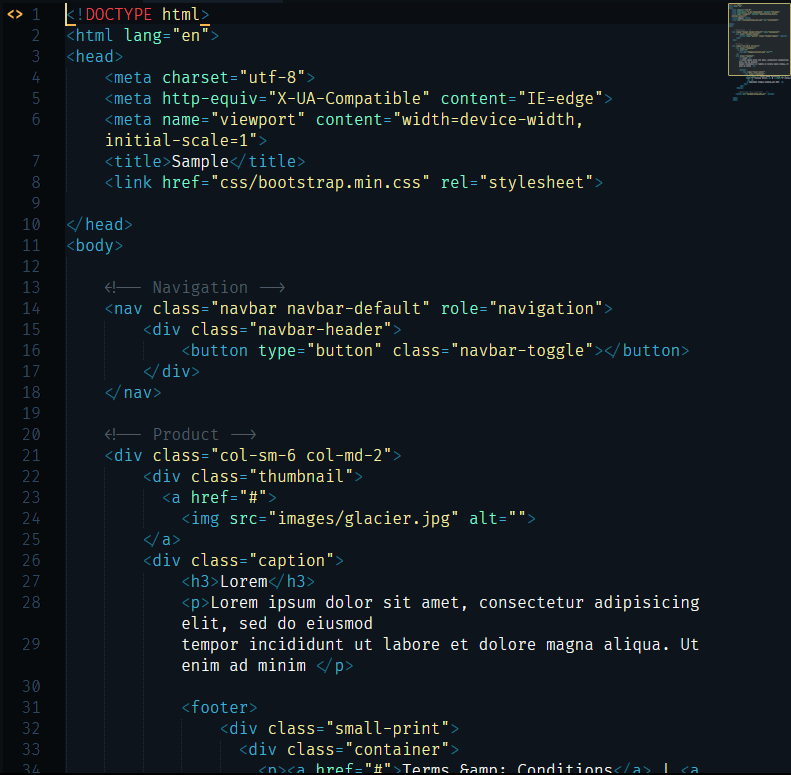 <> 1 <!DOCTYPE html>
2 <html lang="en">
3 <head>
4 <meta charset="utf-8">
5 <meta http-equiv="X-UA-Compatible" content="IE=edge">
6 <meta name="viewport" content="width=device-width,
initial-scale=1">
7 <title>Sample</title>
8 <link href="css/bootstrap.min.css" rel="stylesheet">
9
10 </head>
11 <body>
12
13 <!-- Navigation -->
14 <nav class="navbar navbar-default" role="navigation">
15 <div class="navbar-header">
16 <button type="button" class="navbar-toggle"></button>
17 </div>
18 </nav>
19
20 <!-- Product -->
21 <div class="col-sm-6 col-md-2">
22 <div class="thumbnail">
23 <a href="#">
24 <img src="images/glacier.jpg" alt="">
25 </a>
26 <div class="caption">
27 <h3>Lorem</h3>
28 <p>Lorem ipsum dolor sit amet, consectetur adipisicing
elit, sed do eiusmod
29 tempor incididunt ut labore et dolore magna aliqua. Ut
enim ad minim </p>
30
31 <footer>
32 <div class="small-print">
33 <div class="container">
34 <p><a href="#">Terms &amp; Conditions</a> | <a